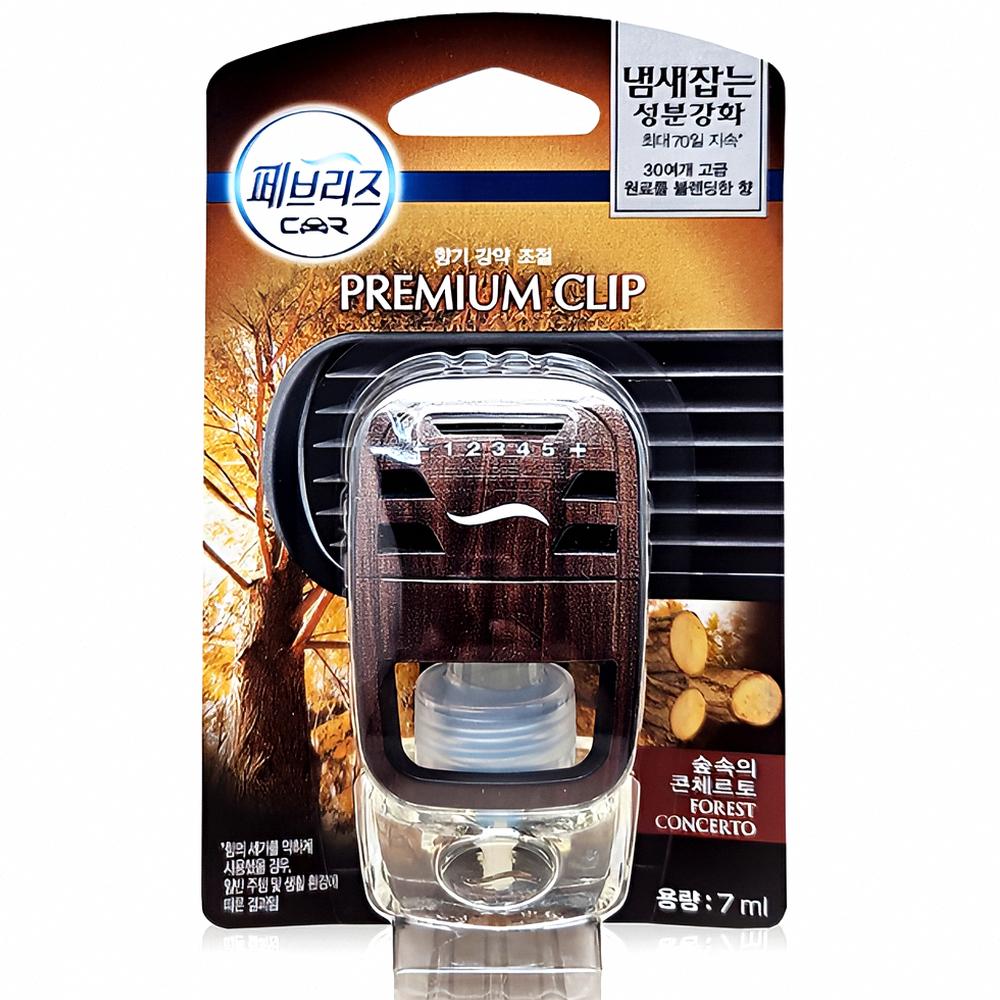 냄새잡는
성분강화
최대 70일 지속*
30여개 고급
원료를 블렌딩한 향
페브리즈
CAR
향기 강약 조절
PREMIUM CLIP
- 1 2 3 4 5 +
숲속의
콘체르토
FOREST
CONCERTO
*향의 세기를 약하게
사용했을 경우,
일반 주행 및 생활 환경에
따른 결과임
용량 : 7 ml